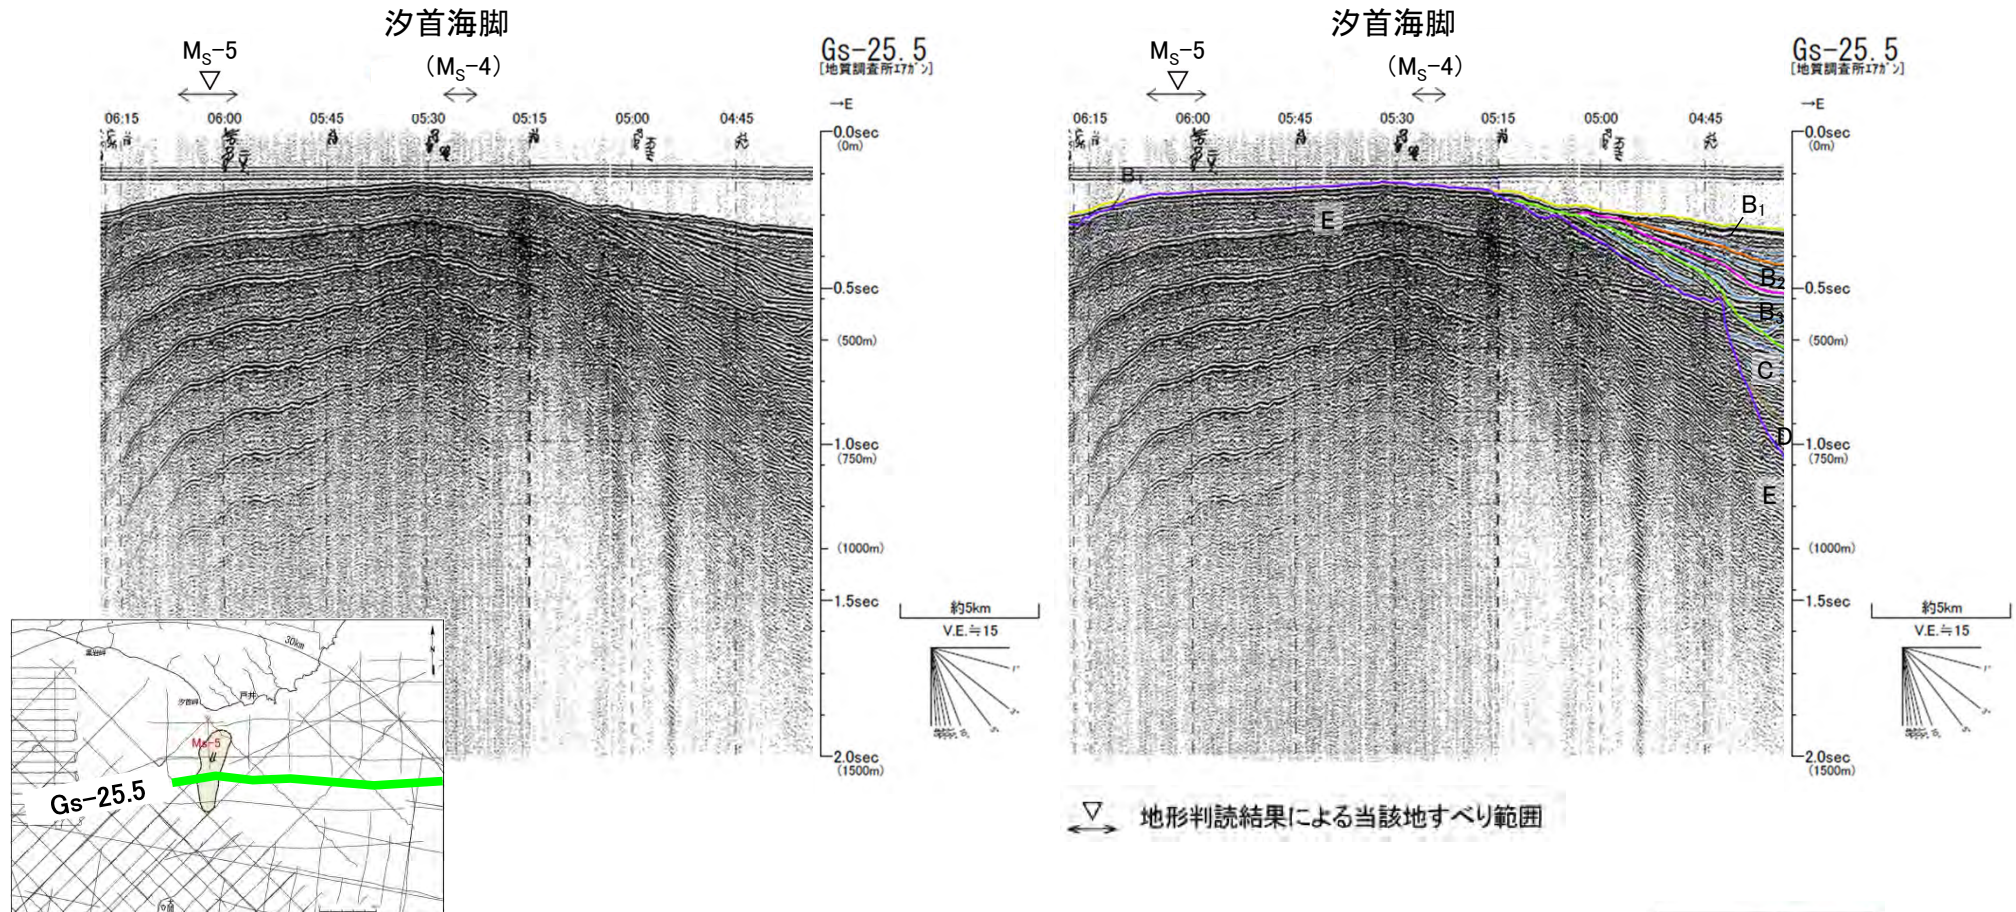 汐首海脚
MS-5
(MS-4)
Gs-25.5
[地質調査所ｴｱｶﾞﾝ]
→E
06:15
06:00
05:45
05:30
05:15
05:00
04:45
0.0sec
(0m)
0.5sec
(500m)
1.0sec
(750m)
(1000m)
1.5sec
2.0sec
(1500m)
約5km
V.E.≒15
1°
3°
5°
30km
汐首岬
戸井
Ms-5
Gs-25.5
N
汐首海脚
MS-5
(MS-4)
Gs-25.5
[地質調査所ｴｱｶﾞﾝ]
→E
06:15
06:00
05:45
05:30
05:15
05:00
04:45
B1
E
B1
B2
B3
C
D
E
0.0sec
(0m)
0.5sec
(500m)
1.0sec
(750m)
(1000m)
1.5sec
2.0sec
(1500m)
約5km
V.E.≒15
1°
3°
5°
地形判読結果による当該地すべり範囲